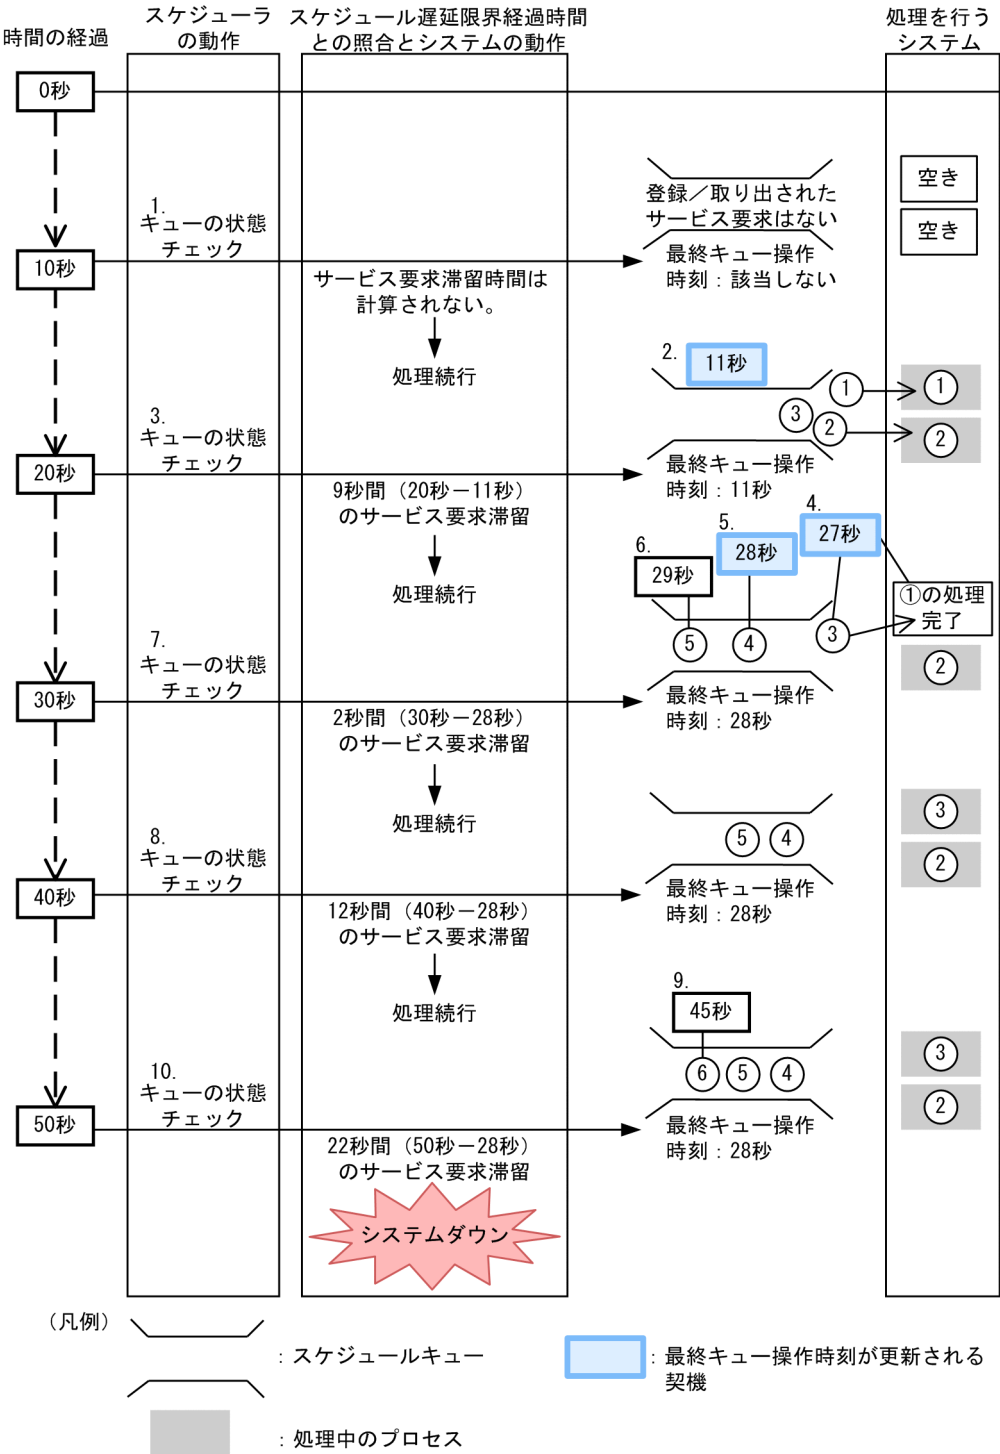 時間の経過
スケジューラ
の動作
スケジュール遅延限界経過時間
との照合とシステムの動作
処理を行う
システム
0秒
空き
空き
登録／取り出された
サービス要求はない
1.
キューの状態
チェック
10秒
最終キュー操作
時刻：該当しない
サービス要求滞留時間は
計算されない。
処理続行
2.
11秒
①
①
③
②
②
3.
キューの状態
チェック
20秒
最終キュー操作
時刻：11秒
9秒間（20秒－11秒）
のサービス要求滞留
処理続行
4.
27秒
5.
28秒
6.
29秒
①の処理
完了
⑤
④
③
②
7.
キューの状態
チェック
30秒
最終キュー操作
時刻：28秒
2秒間（30秒－28秒）
のサービス要求滞留
処理続行
③
⑤
④
②
8.
キューの状態
チェック
40秒
最終キュー操作
時刻：28秒
12秒間（40秒－28秒）
のサービス要求滞留
処理続行
9.
45秒
③
⑥
⑤
④
②
10.
キューの状態
チェック
50秒
最終キュー操作
時刻：28秒
22秒間（50秒－28秒）
のサービス要求滞留
システムダウン
（凡例）
：スケジュールキュー
：最終キュー操作時刻が更新される
契機
：処理中のプロセス